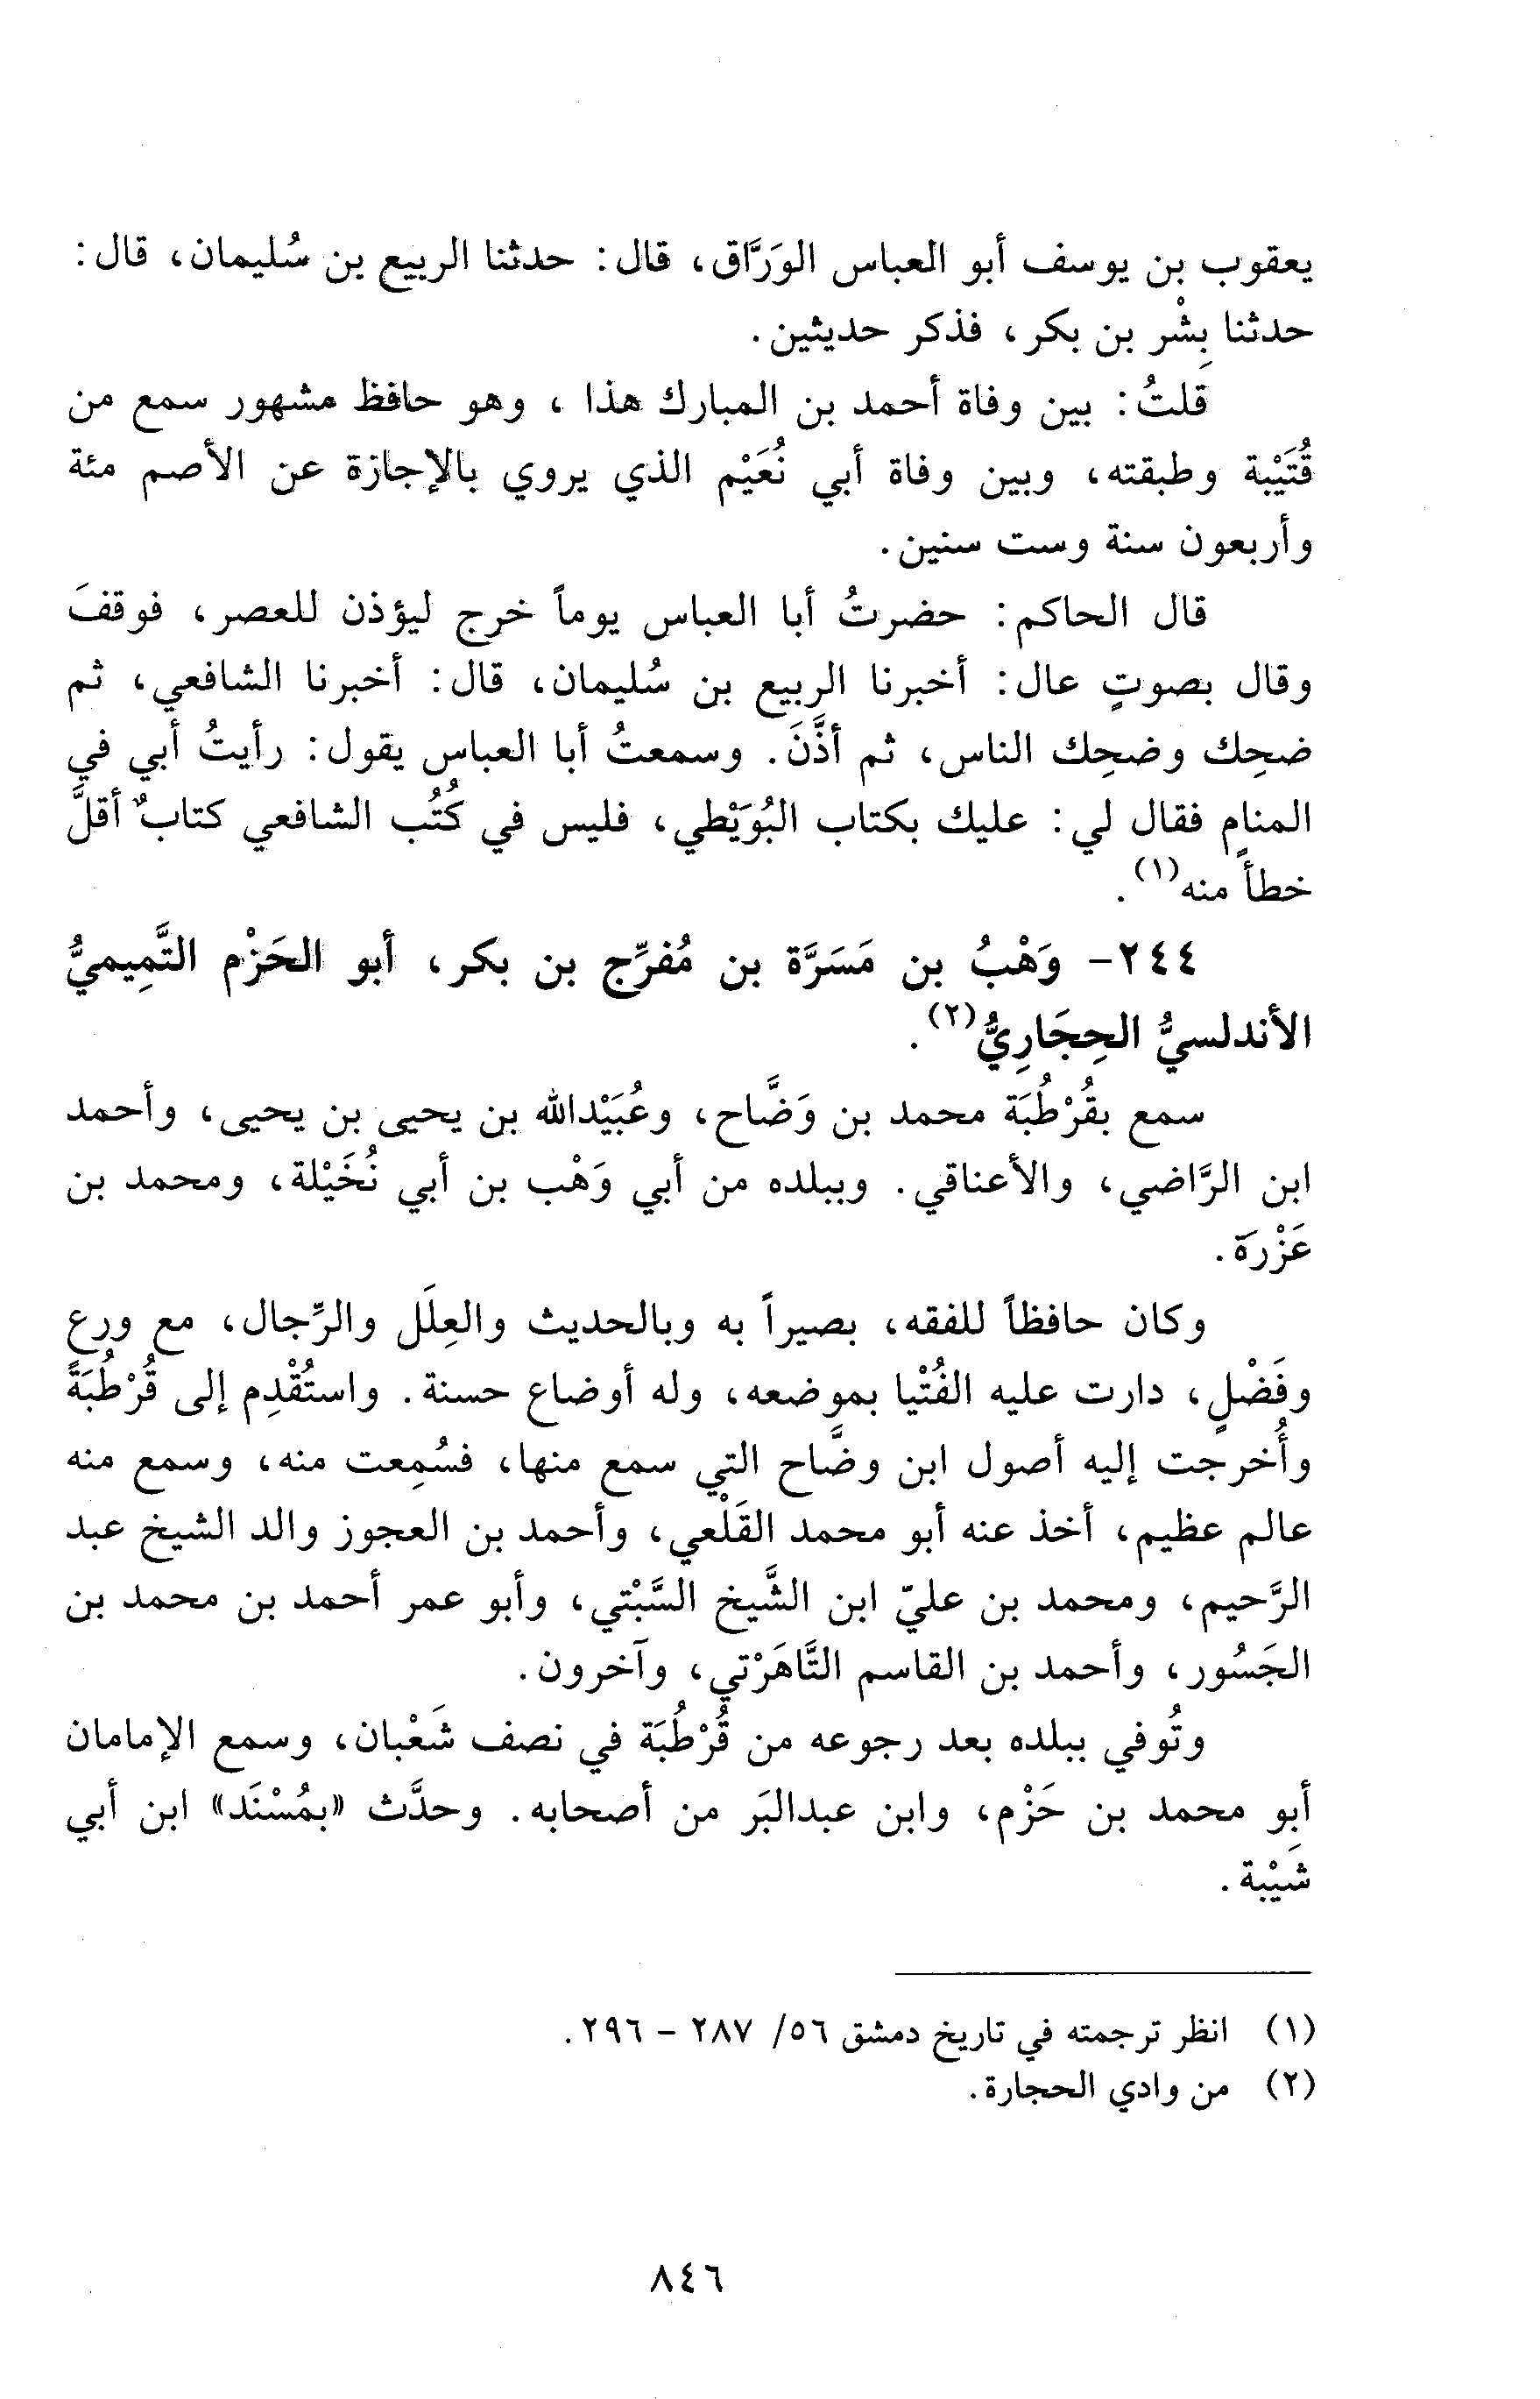 يعقوب بن يوسف أبو العباس الورَّاق، قال: حدثنا الربيع بن سُليمان، قال:
حدثنا بِشْر بن بكر، فذكر حديثين.
قلتُ: بين وفاة أحمد بن المبارك هذا ، وهو حافظ مشهور سمع من
قُتَيْبة وطبقته، وبين وفاة أبي نُعَيْم الذي يروي بالإجازة عن الأصم مئة
وأربعون سنة وست سنين.
قال الحاكم: حضرتُ أبا العباس يوماً خرج ليؤذن للعصر، فوقفَ
وقال بصوتٍ عال: أخبرنا الربيع بن سُليمان، قال: أخبرنا الشافعي، ثم
ضحِك وضحِك الناس، ثم أذَّنَ. وسمعتُ أبا العباس يقول: رأيتُ أبي في
المنام فقال لي: عليك بكتاب البُوَيْطي، فليس في كُتُب الشافعي كتابٌ أقلَّ
خطأً منه(١).
٢٤٤- وَهْبُ بن مَسَرَّة بن مُفرِّج بن بكر، أبو الحَزْم التَّمِيميُّ
الأندلسيُّ الحِجَارِيُّ(٢).
سمع بقُرْطُبَة محمد بن وَضَّاح، وعُبَيْدالله بن يحيى بن يحيى، وأحمد
ابن الرَّاضي، والأعناقي. وببلده من أبي وَهْب بن أبي نُخَيْلة، ومحمد بن
عَزْرَة.
وكان حافظاً للفقه، بصيراً به وبالحديث والعِلَل والرِّجال، مع ورع
وفَضْلٍ، دارت عليه الفُتْيا بموضعه، وله أوضاع حسنة. واستُقْدِم إلى قُرْطُبَةً
وأُخرجت إليه أصول ابن وضَّاح التي سمع منها، فسُمِعت منه، وسمع منه
عالم عظيم، أخذ عنه أبو محمد القَلْعي، وأحمد بن العجوز والد الشيخ عبد
الرَّحيم، ومحمد بن عليّ ابن الشَّيخ السَّبْتي، وأبو عمر أحمد بن محمد بن
الجَسُور، وأحمد بن القاسم التَّاهَرْتي، وآخرون.
وتُوفي ببلده بعد رجوعه من قُرْطُبَة في نصف شَعْبان، وسمع الإمامان
أبو محمد بن حَزْم، وابن عبدالبَر من أصحابه. وحدَّث «بمُسْنَد» ابن أبي
شَيْبة.
(١) انظر ترجمته في تاريخ دمشق ٥٦/ ٢٨٧ - ٢٩٦.
(٢) من وادي الحجارة.
٨٤٦